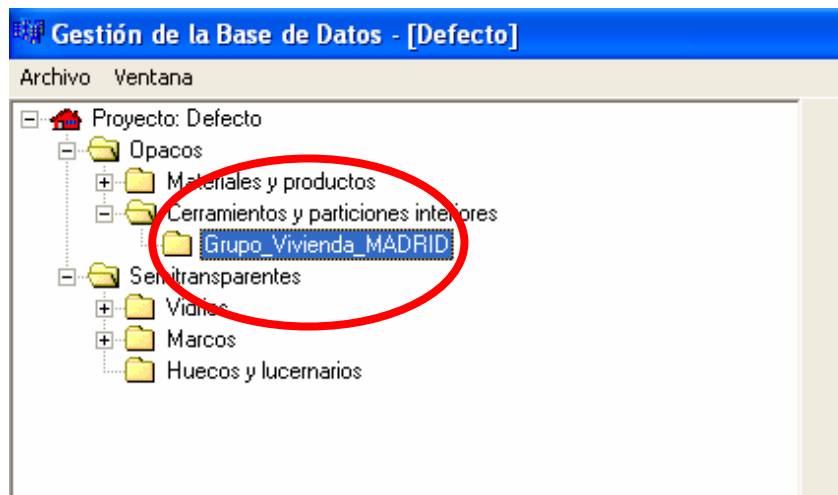 Gestión de la Base de Datos - [Defecto]
Archivo Ventana
Proyecto: Defecto
Opacos
Materiales y productos
Cerramientos y particiones interiores
Grupo_Vivienda_MADRID
Semitransparentes
Vidrios
Marcos
Huecos y lucernarios